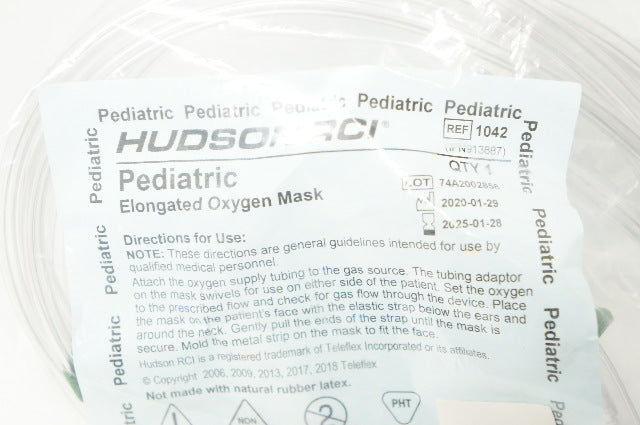 Pediatric Pediatric Pediatric Pediatric Pediatric
HUDSON RCI®
REF 1042
QTY 1
Pediatric
Elongated Oxygen Mask
LOT 74A2002858
2020-01-29
2025-01-28
Directions for Use:
NOTE: These directions are general guidelines intended for use by
qualified medical personnel.
Attach the oxygen supply tubing to the gas source. The tubing adaptor
on the mask swivels for use on either side of the patient. Set the oxygen
to the prescribed flow and check for gas flow through the device. Place
the mask on the patient's face with the elastic strap below the ears and
around the neck. Gently pull the ends of the strap until the mask is
secure. Mold the metal strip on the mask to fit the face.
Hudson RCI is a registered trademark of Teleflex Incorporated or its affiliates.
© Copyright 2006, 2009, 2013, 2017, 2018 Teleflex
Not made with natural rubber latex.
NON
2
PHT
Pediatric
Pediatric
Pediatric
Pediatric
Pediatric
Pediatric